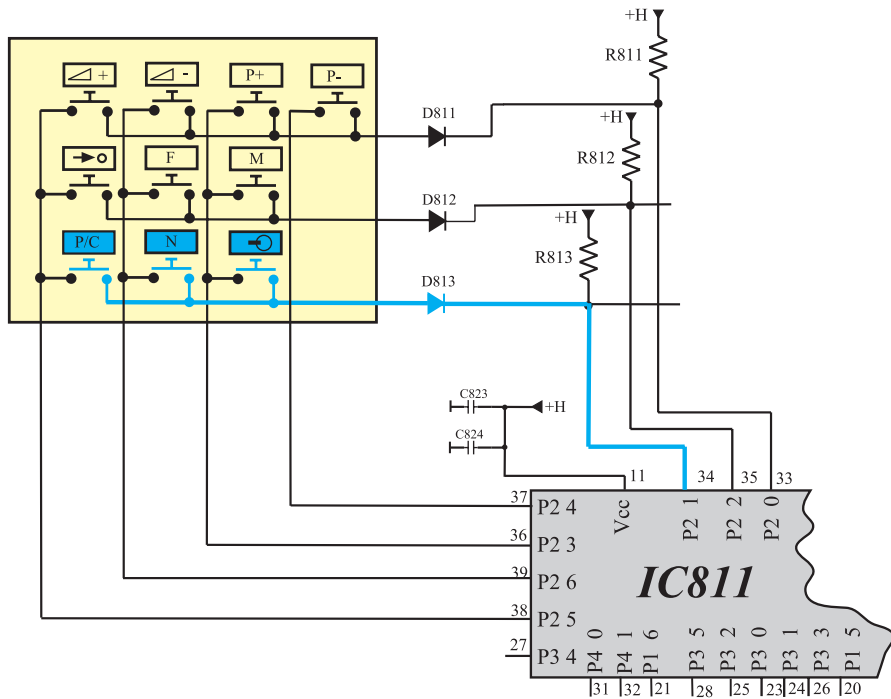 +H
R811
+
-
P+
P-
D811
+H
R812
F
M
D812
+H
R813
P/C
N
D813
C823
+H
C824
11
34
35
33
37
P2 4
Vcc
P2 1
P2 2
P2 0
36
P2 3
39
P2 6
IC811
38
P2 5
27
P3 4
P4 0
P4 1
P1 6
P3 5
P3 2
P3 0
P3 1
P3 3
P1 5
31
32
21
28
25
23
24
26
20